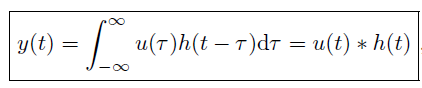 y(t) = ∫_{-∞}^{∞} u(τ)h(t − τ)dτ = u(t) ∗ h(t)